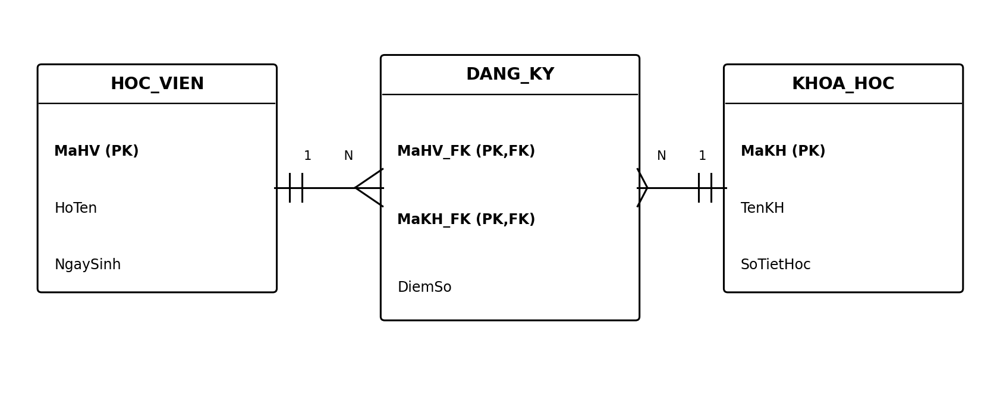 HOC_VIEN
MaHV (PK)
HoTen
NgaySinh
1 N
DANG_KY
MaHV_FK (PK,FK)
MaKH_FK (PK,FK)
DiemSo
N 1
KHOA_HOC
MaKH (PK)
TenKH
SoTietHoc